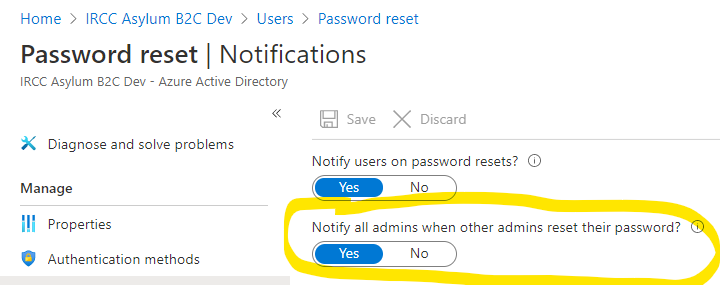 Home > IRCC Asylum B2C Dev > Users > Password reset
Password reset | Notifications
IRCC Asylum B2C Dev - Azure Active Directory
«
Save Discard
Diagnose and solve problems
Notify users on password resets?
Yes No
Manage
Properties
Notify all admins when other admins reset their password?
Yes No
Authentication methods